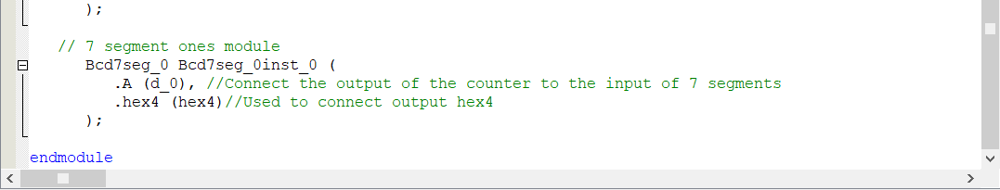 );
// 7 segment ones module
Bcd7seg_0 Bcd7seg_0inst_0 (
.A (d_0), //Connect the output of the counter to the input of 7 segments
.hex4 (hex4)//Used to connect output hex4
);
endmodule